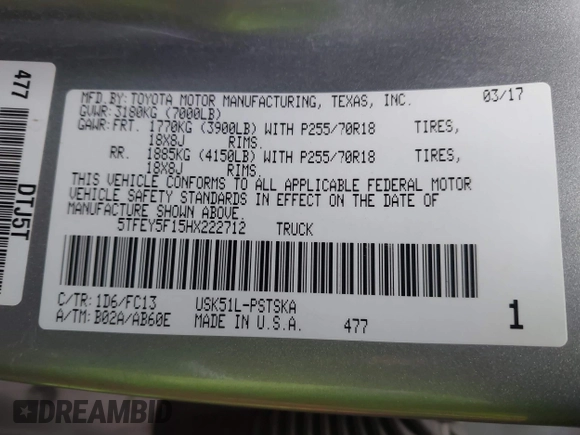 MFD.BY: TOYOTA MOTOR MANUFACTURING, TEXAS, INC. 03/17
GVWR: 3180KG (7000LB)
GAWR: FRT. 1770KG (3900LB) WITH P255/70R18 TIRES,
18X8J RIMS.
RR. 1885KG (4150LB) WITH P255/70R18 TIRES,
18X8J RIMS.
THIS VEHICLE CONFORMS TO ALL APPLICABLE FEDERAL MOTOR
VEHICLE SAFETY STANDARDS IN EFFECT ON THE DATE OF
MANUFACTURE SHOWN ABOVE.
5TFEY5F15HX222712 TRUCK
C/TR: 1D6/FC13 USK51L-PSTSKA
A/TM: B02A/AB60E MADE IN U.S.A. 477 1
477
DTJ5T
DREAMBID